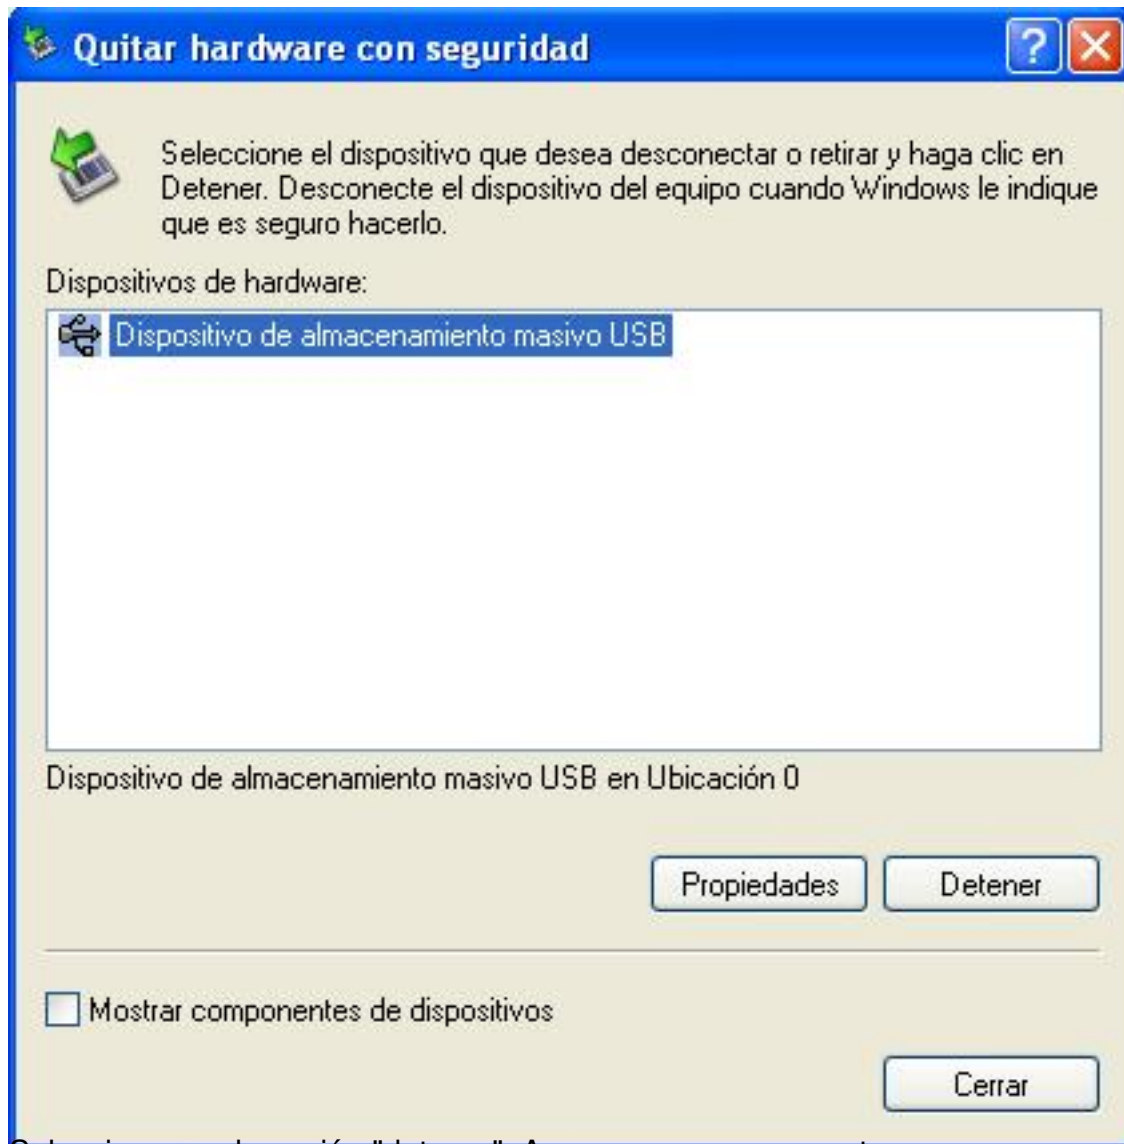 Quitar hardware con seguridad
Seleccione el dispositivo que desea desconectar o retirar y haga clic en
Detener. Desconecte el dispositivo del equipo cuando Windows le indique
que es seguro hacerlo.
Dispositivos de hardware:
Dispositivo de almacenamiento masivo USB
Dispositivo de almacenamiento masivo USB en Ubicación 0
Propiedades
Detener
Mostrar componentes de dispositivos
Cerrar